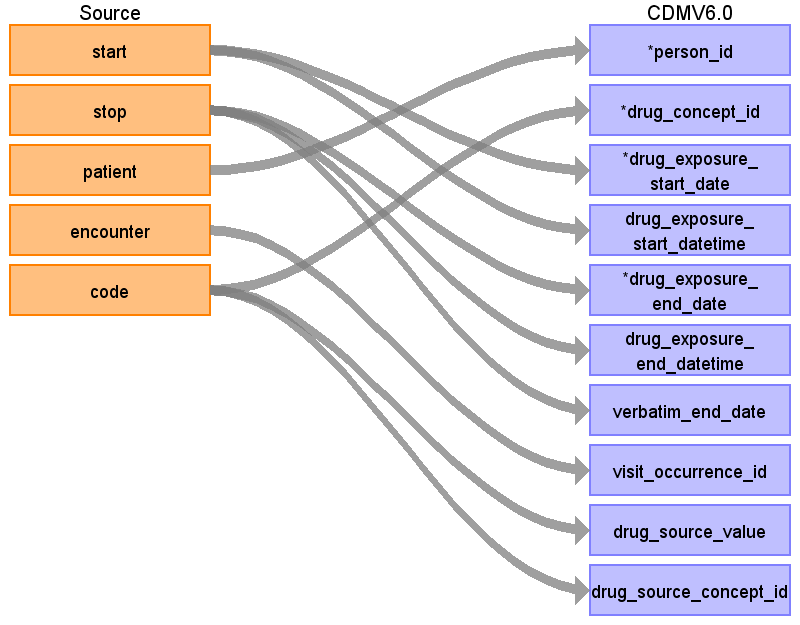 Source
CDMV6.0
start
*person_id
stop
*drug_concept_id
patient
*drug_exposure_
start_date
encounter
drug_exposure_
start_datetime
code
*drug_exposure_
end_date
drug_exposure_
end_datetime
verbatim_end_date
visit_occurrence_id
drug_source_value
drug_source_concept_id